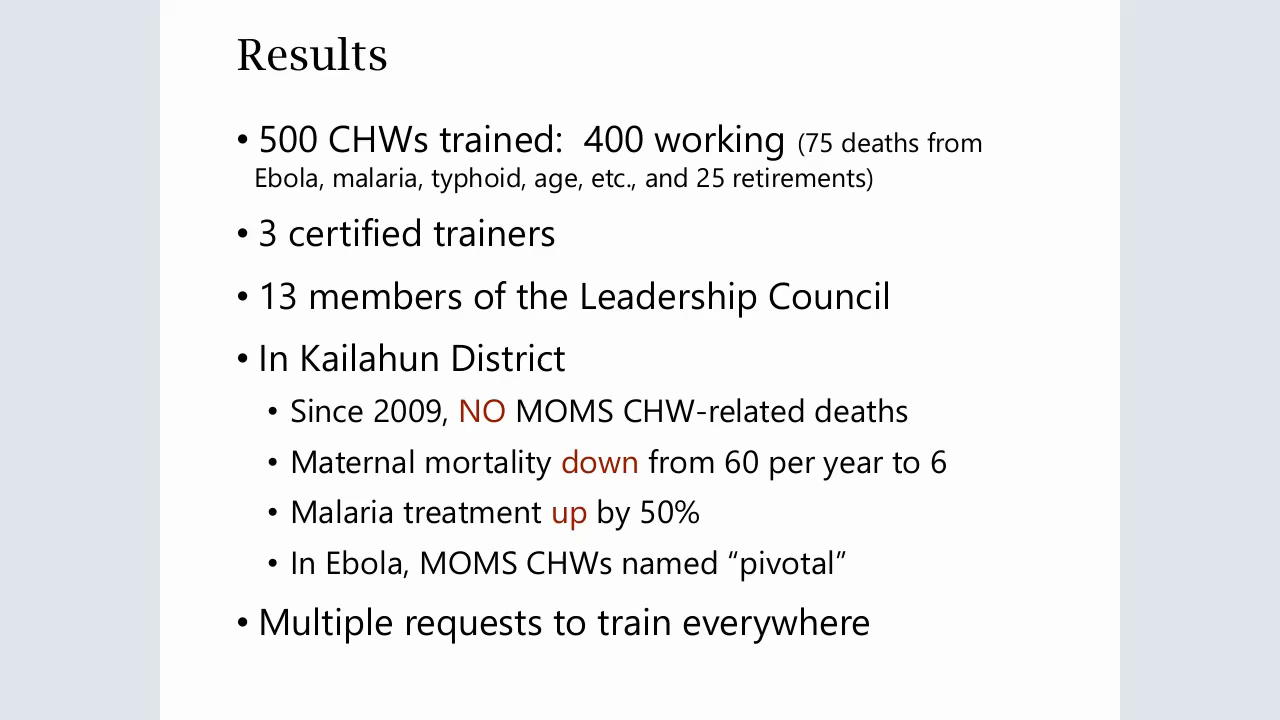 Results
• 500 CHWs trained:  400 working (75 deaths from
Ebola, malaria, typhoid, age, etc., and 25 retirements)
• 3 certified trainers
• 13 members of the Leadership Council
• In Kailahun District
• Since 2009, NO MOMS CHW-related deaths
• Maternal mortality down from 60 per year to 6
• Malaria treatment up by 50%
• In Ebola, MOMS CHWs named “pivotal”
• Multiple requests to train everywhere